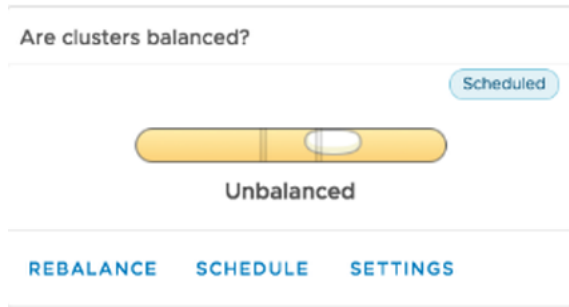 Are clusters balanced?
Scheduled
Unbalanced
REBALANCE SCHEDULE SETTINGS